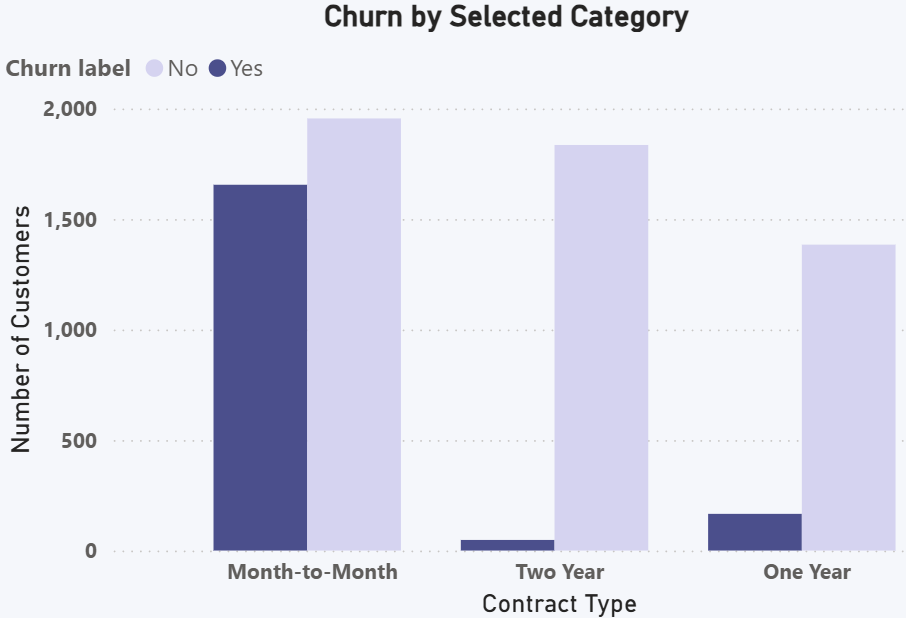 Churn by Selected Category
Churn label No Yes
2,000
1,500
1,000
500
0
Number of Customers
Month-to-Month Two Year One Year
Contract Type